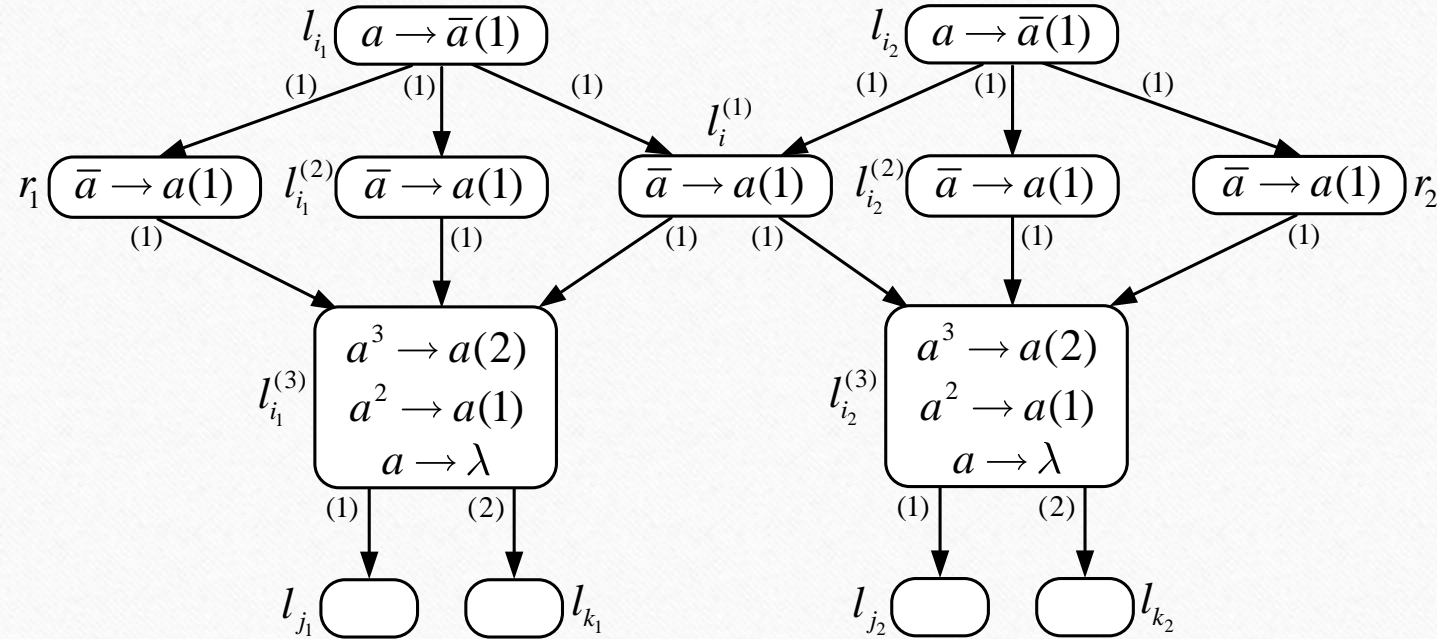 l_{i_1} a → a̅(1) l_{i_2} a → a̅(1)
(1) (1) (1) (1) (1) (1)
l_i^{(1)}
r_1 a̅ → a(1) l_{i_1}^{(2)} a̅ → a(1) a̅ → a(1) l_{i_2}^{(2)} a̅ → a(1) a̅ → a(1) r_2
(1) (1) (1) (1) (1) (1)
a^3 → a(2) a^3 → a(2)
l_{i_1}^{(3)} a^2 → a(1) l_{i_2}^{(3)} a^2 → a(1)
a → λ a → λ
(1) (2) (1) (2)
l_{j_1} l_{k_1} l_{j_2} l_{k_2}